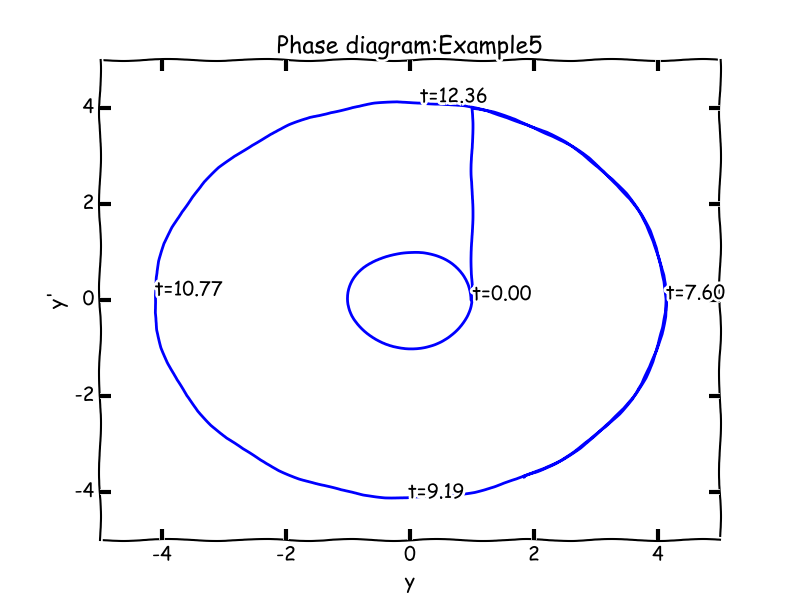 Phase diagram:Example5
t=12.36
t=10.77
t=0.00
t=7.60
t=9.19
4
2
0
-2
-4
y'
-4 -2 0 2 4
y